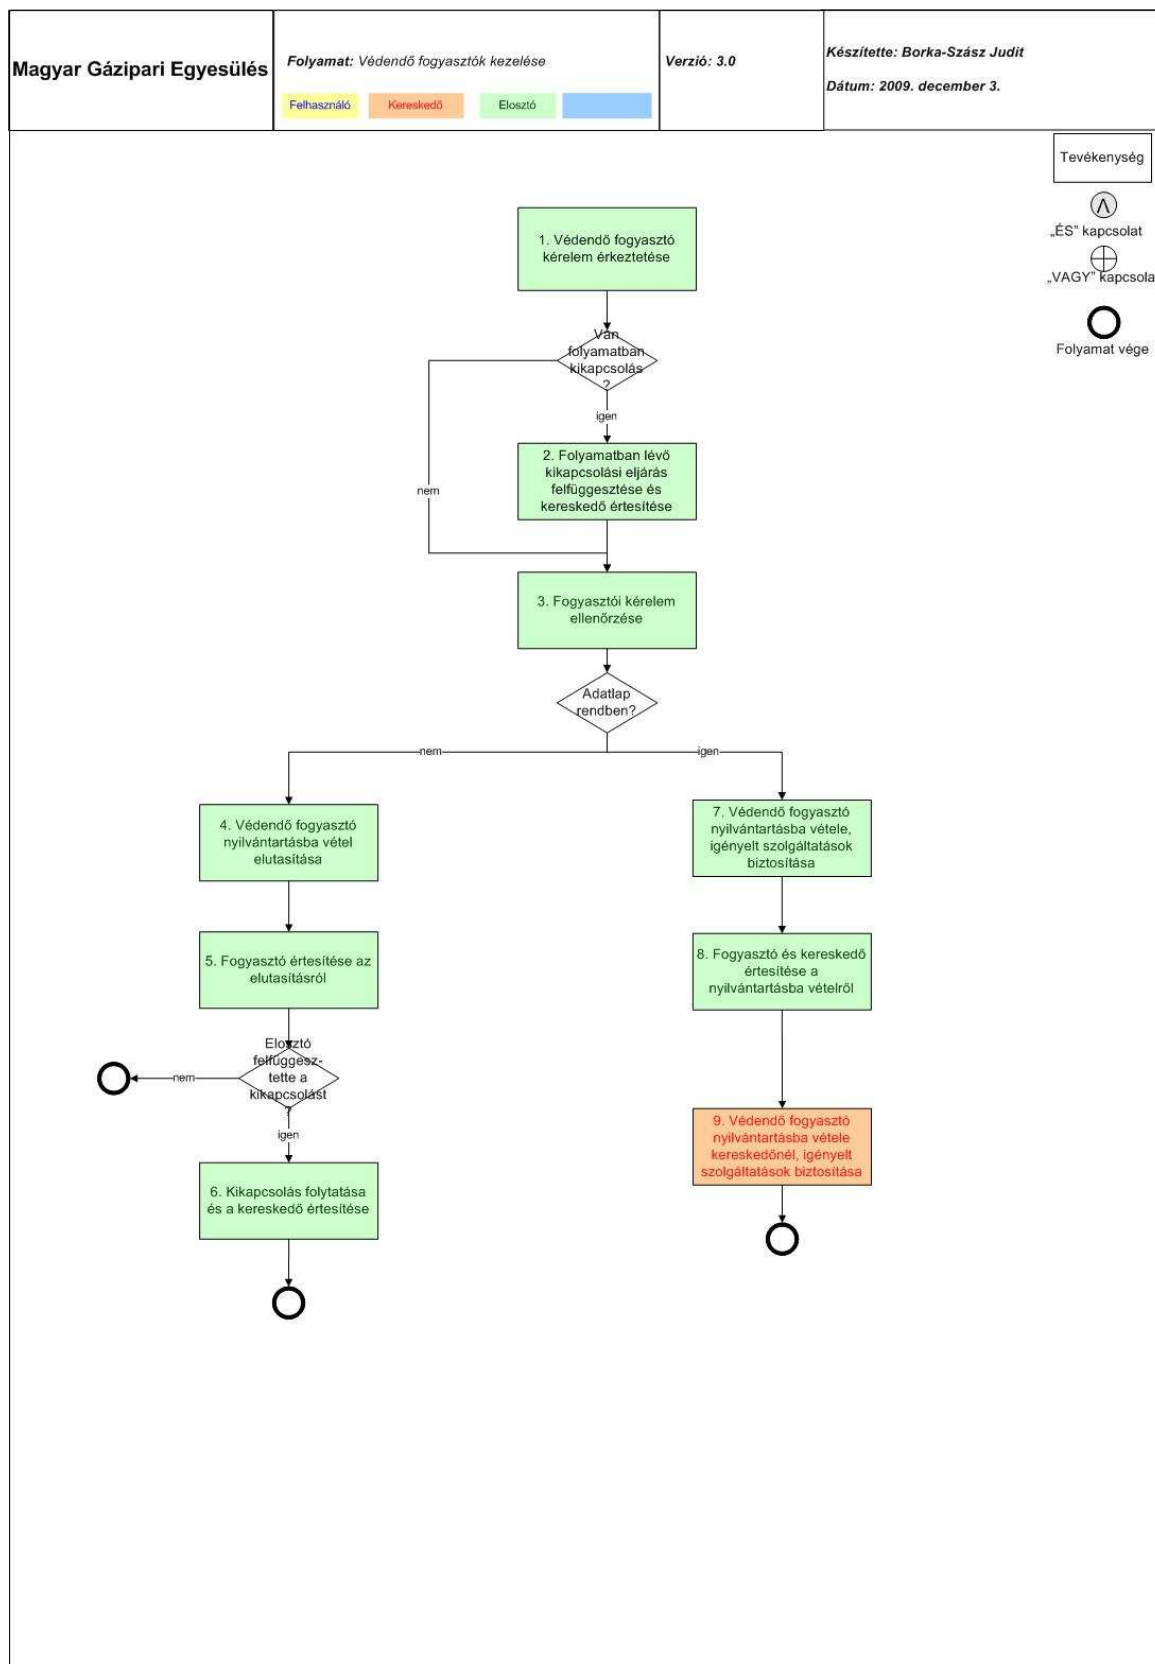 Magyar Gázipari Egyesülés
Folyamat: Védendő fogyasztók kezelése
Felhasználó
Kereskedő
Elosztó
Verzió: 3.0
Készítette: Borka-Szász Judit
Dátum: 2009. december 3.
Tevékenység
„ÉS” kapcsolat
„VAGY” kapcsola
Folyamat vége
1. Védendő fogyasztó
kérelem érkeztetése
Van
folyamatban
kikapcsolás
?
igen
nem
2. Folyamatban lévő
kikapcsolási eljárás
felfüggesztése és
kereskedő értesítése
3. Fogyasztói kérelem
ellenőrzése
Adatlap
rendben?
nem
igen
4. Védendő fogyasztó
nyilvántartásba vétel
elutasítása
7. Védendő fogyasztó
nyilvántartásba vétele,
igényelt szolgáltatások
biztosítása
5. Fogyasztó értesítése az
elutasításról
8. Fogyasztó és kereskedő
értesítése a
nyilvántartásba vételről
Elosztó
felfüggesz-
tette a
kikapcsolást
?
nem
igen
9. Védendő fogyasztó
nyilvántartásba vétele
kereskedőnél, igényelt
szolgáltatások biztosítása
6. Kikapcsolás folytatása
és a kereskedő értesítése